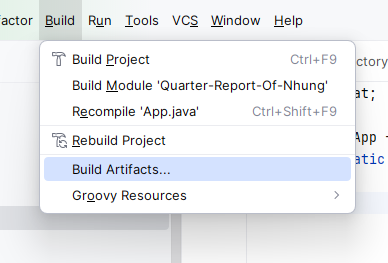 factor Build Run Tools VCS Window Help
Build Project Ctrl+F9
ctory
Build Module 'Quarter-Report-Of-Nhung'
at;
Recompile 'App.java' Ctrl+Shift+F9
Rebuild Project
App
Build Artifacts...
atic
Groovy Resources